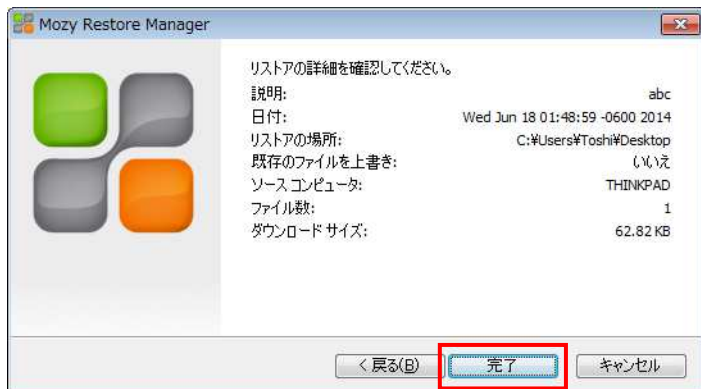 Mozy Restore Manager
リストアの詳細を確認してください。
説明: abc
日付: Wed Jun 18 01:48:59 -0600 2014
リストアの場所: C:¥Users¥Toshi¥Desktop
既存のファイルを上書き: いいえ
ソース コンピュータ: THINKPAD
ファイル数: 1
ダウンロード サイズ: 62.82 KB
< 戻る(B) 完了 キャンセル